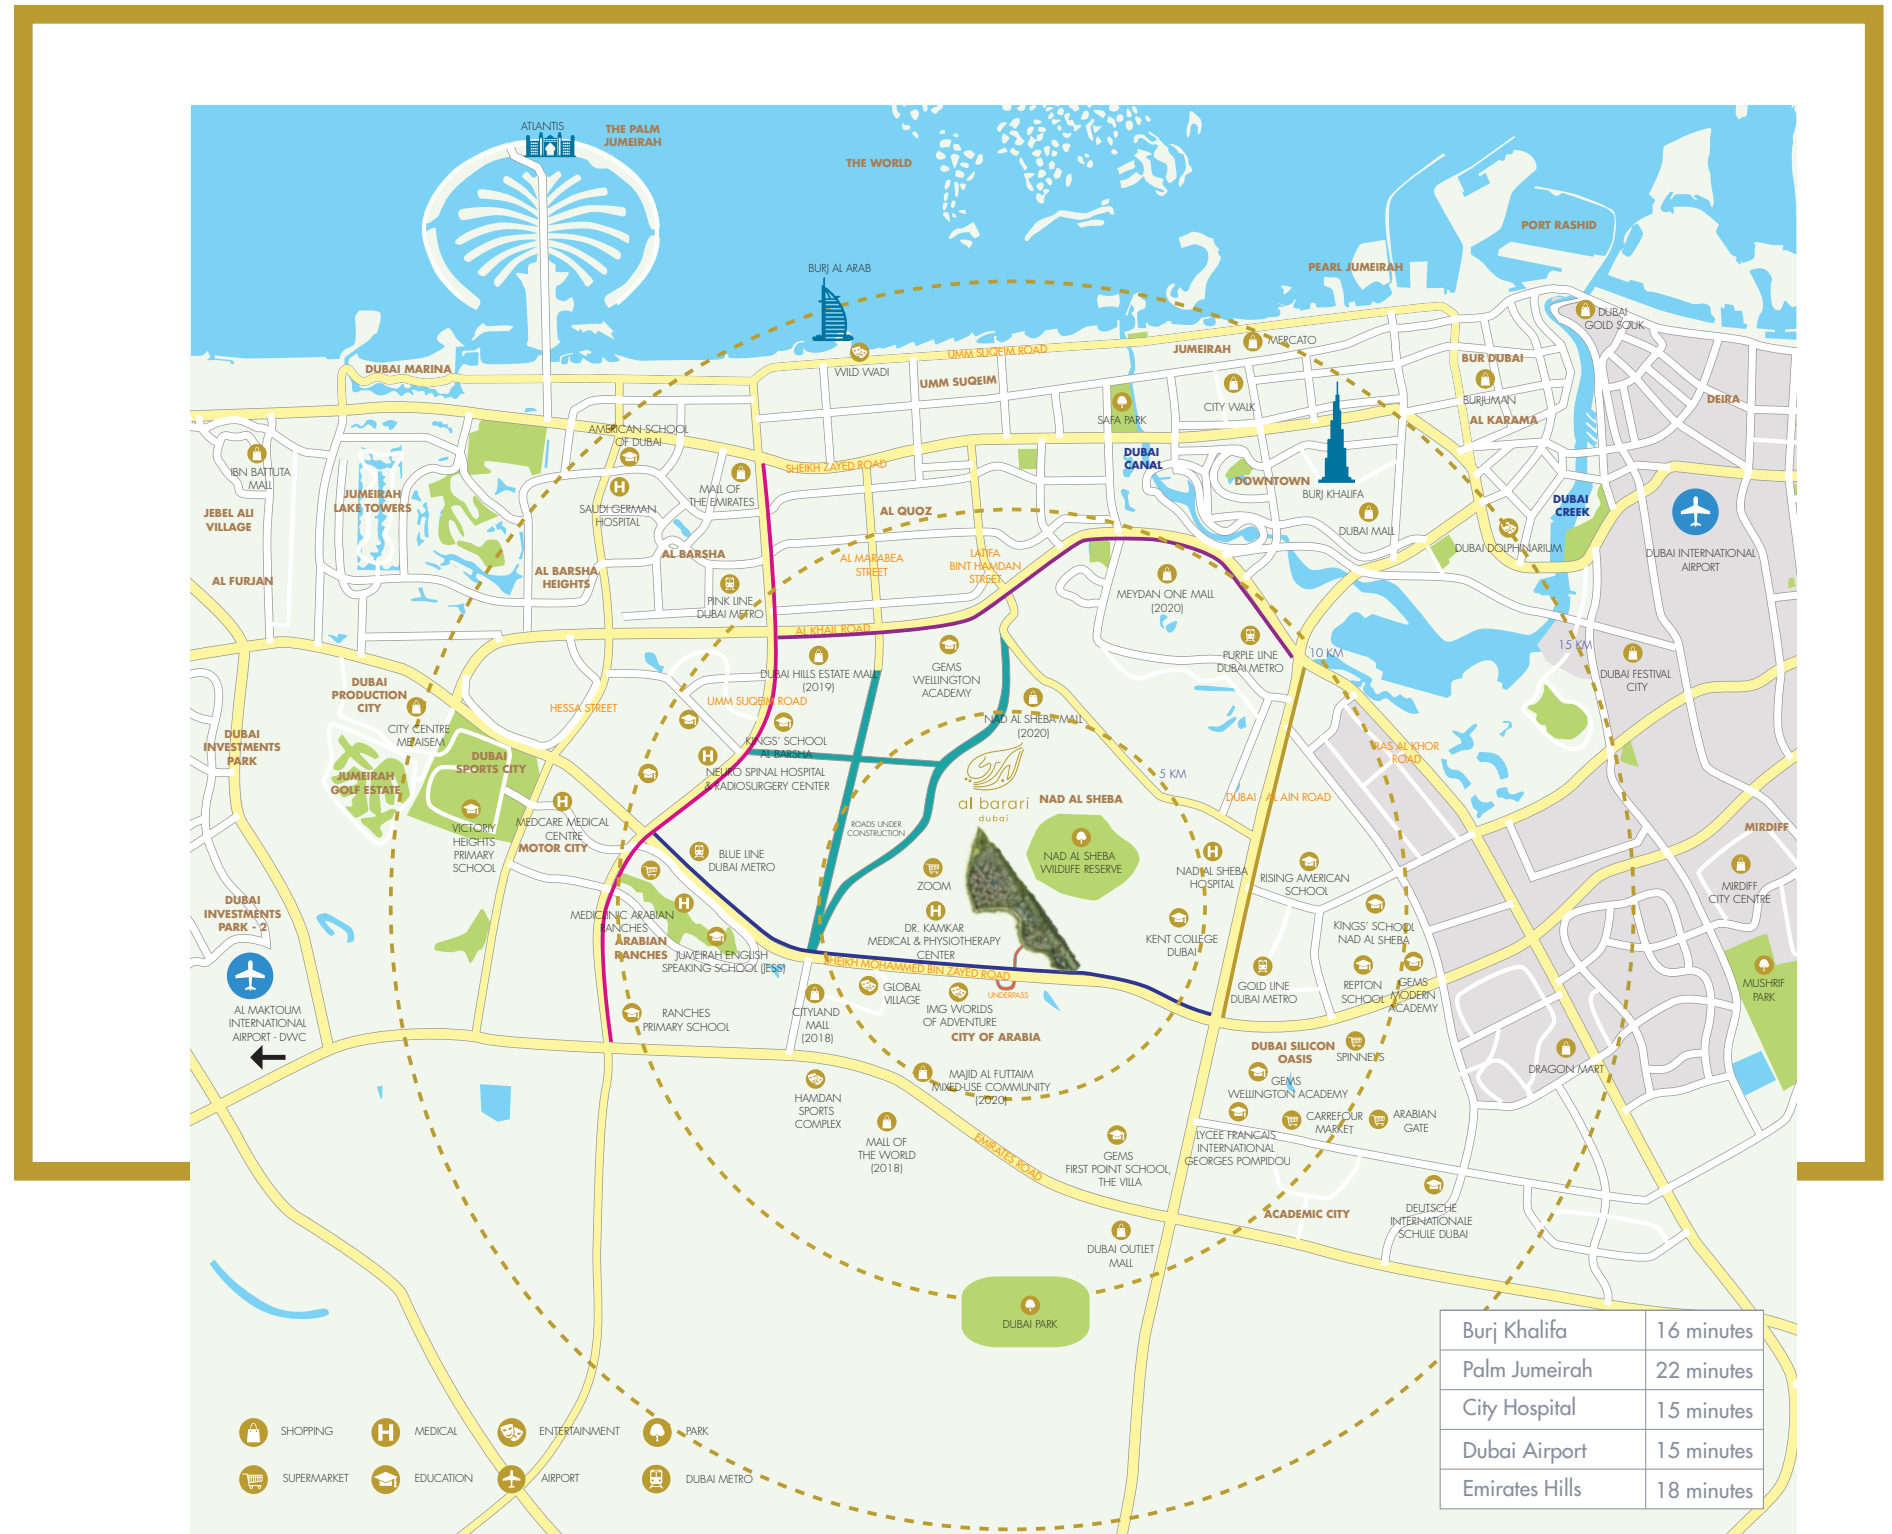 ATLANTIS
THE PALM
JUMEIRAH
THE WORLD
PORT RASHID
PEARL JUMEIRAH
BURJ AL ARAB
DUBAI
GOLD SOUK
MERCATO
JUMEIRAH
UMM SUQEIM ROAD
BUR DUBAI
DUBAI MARINA
WILD WADI
UMM SUQEIM
CITY WALK
BURJUMAN
DEIRA
SAFA PARK
AL KARAMA
AMERICAN SCHOOL
OF DUBAI
IBN BATTUTA
MALL
SHEIKH ZAYED ROAD
DUBAI
CANAL
MALL OF
THE EMIRATES
DOWNTOWN
BURJ KHALIFA
JUMEIRAH
LAKE TOWERS
DUBAI
CREEK
JEBEL ALI
VILLAGE
SAUDI GERMAN
HOSPITAL
AL QUOZ
DUBAI MALL
AL BARSHA
AL MARABEA
STREET
LATIFA
BINT HAMDAN
STREET
DUBAI DOLPHINARIUM
DUBAI INTERNATIONAL
AIRPORT
AL FURJAN
AL BARSHA
HEIGHTS
PINK LINE
DUBAI METRO
MEYDAN ONE MALL
(2020)
AL KHAIL ROAD
PURPLE LINE
DUBAI METRO
10 KM
15 KM
DUBAI HILLS ESTATE MALL
(2019)
GEMS
WELLINGTON
ACADEMY
DUBAI FESTIVAL
CITY
DUBAI
PRODUCTION
CITY
HESSA STREET
UMM SUQEIM ROAD
NAD AL SHEBA MALL
(2020)
CITY CENTRE
ME'AISEM
DUBAI
INVESTMENTS
PARK
KINGS' SCHOOL
AL BARSHA
RAS AL KHOR
ROAD
DUBAI
SPORTS CITY
NEURO SPINAL HOSPITAL
& RADIOSURGERY CENTER
5 KM
JUMEIRAH
GOLF ESTATE
al barari
dubai
NAD AL SHEBA
DUBAI - AL AIN ROAD
MEDCARE MEDICAL
CENTRE
MOTOR CITY
VICTORIY
HEIGHTS
PRIMARY
SCHOOL
ROADS UNDER
CONSTRUCTION
MIRDIFF
BLUE LINE
DUBAI METRO
NAD AL SHEBA
WILDLIFE RESERVE
ZOOM
NAD AL SHEBA
HOSPITAL
RISING AMERICAN
SCHOOL
MIRDIFF
CITY CENTRE
DUBAI
INVESTMENTS
PARK - 2
MEDICLINIC ARABIAN
RANCHES
ARABIAN
RANCHES
DR. KAMKAR
MEDICAL & PHYSIOTHERAPY
CENTER
KENT COLLEGE
DUBAI
KINGS' SCHOOL
NAD AL SHEBA
JUMEIRAH ENGLISH
SPEAKING SCHOOL (JESS)
SHEIKH MOHAMMED BIN ZAYED ROAD
UNDERPASS
GLOBAL
VILLAGE
IMG WORLDS
OF ADVENTURE
GOLD LINE
DUBAI METRO
REPTON
SCHOOL
GEMS
MODERN
ACADEMY
MUSHRIF
PARK
AL MAKTOUM
INTERNATIONAL
AIRPORT - DWC
RANCHES
PRIMARY SCHOOL
CITYLAND
MALL
(2018)
CITY OF ARABIA
DUBAI SILICON
OASIS
SPINNEYS
DRAGON MART
MAJID AL FUTTAIM
MIXED-USE COMMUNITY
(2020)
GEMS
WELLINGTON ACADEMY
HAMDAN
SPORTS
COMPLEX
CARREFOUR
MARKET
ARABIAN
GATE
MALL OF
THE WORLD
(2018)
EMIRATES ROAD
LYCEE FRANCAIS
INTERNATIONAL
GEORGES POMPIDOU
GEMS
FIRST POINT SCHOOL,
THE VILLA
ACADEMIC CITY
DEUTSCHE
INTERNATIONALE
SCHULE DUBAI
DUBAI OUTLET
MALL
DUBAI PARK
Burj Khalifa 16 minutes
Palm Jumeirah 22 minutes
City Hospital 15 minutes
Dubai Airport 15 minutes
Emirates Hills 18 minutes
SHOPPING
MEDICAL
ENTERTAINMENT
PARK
SUPERMARKET
EDUCATION
AIRPORT
DUBAI METRO